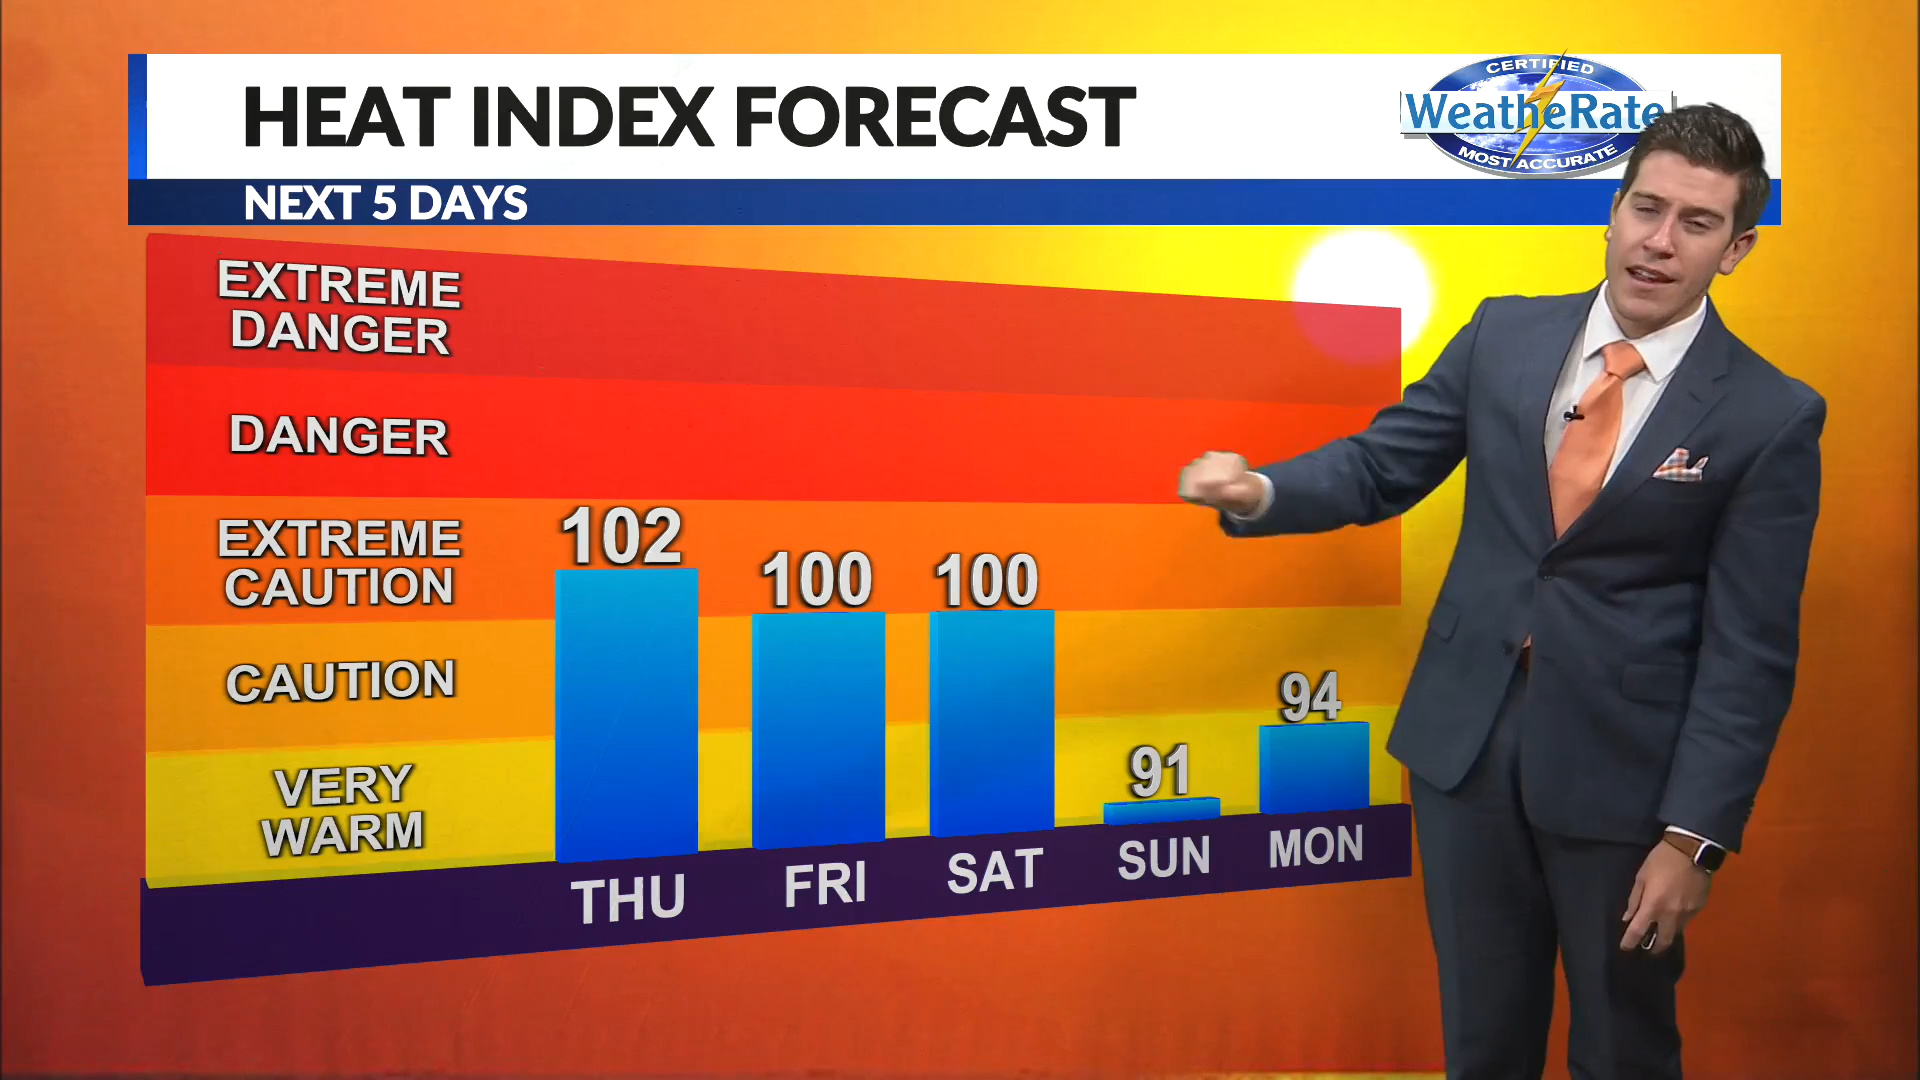 HEAT INDEX FORECAST
NEXT 5 DAYS
CERTIFIED
WeatheRate
MOST ACCURATE
EXTREME
DANGER
DANGER
EXTREME
CAUTION
CAUTION
VERY
WARM
102
100
100
91
94
THU
FRI
SAT
SUN
MON